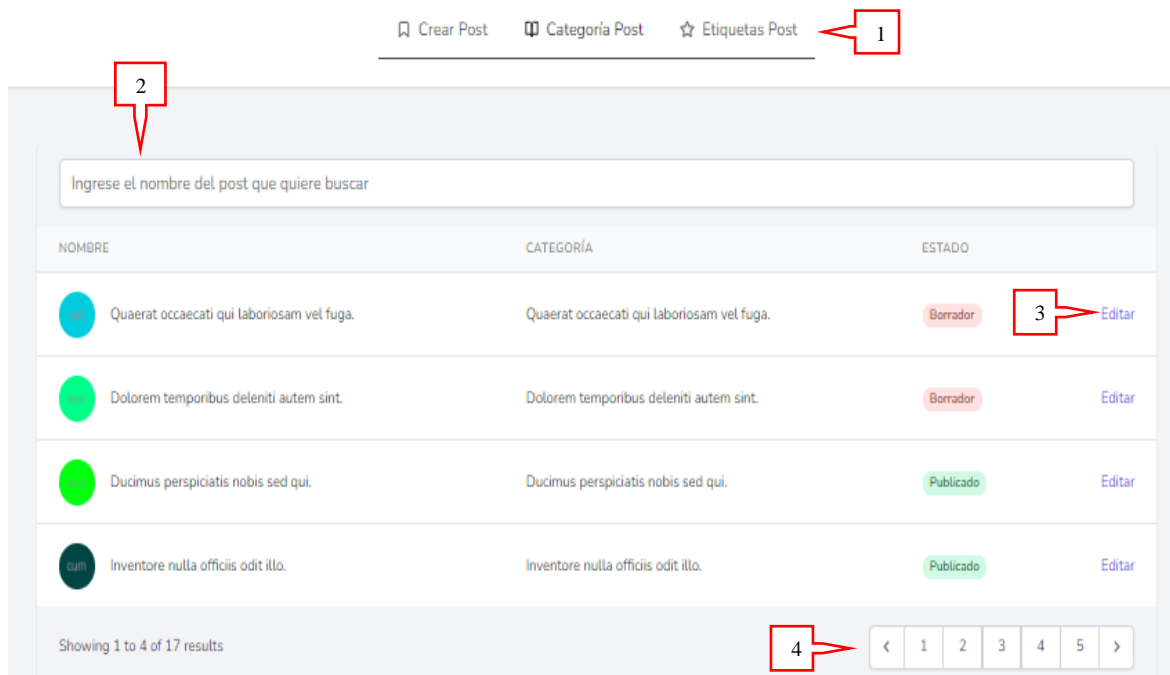 Crear Post Categoría Post Etiquetas Post 1
2
Ingrese el nombre del post que quiere buscar
NOMBRE CATEGORÍA ESTADO
Quaerat occaecati qui laboriosam vel fuga. Quaerat occaecati qui laboriosam vel fuga. Borrador 3 Editar
Dolorem temporibus deleniti autem sint. Dolorem temporibus deleniti autem sint. Borrador Editar
Ducimus perspiciatis nobis sed qui. Ducimus perspiciatis nobis sed qui. Publicado Editar
cum Inventore nulla officiis odit illo. Inventore nulla officiis odit illo. Publicado Editar
Showing 1 to 4 of 17 results 4 ‹ 1 2 3 4 5 ›